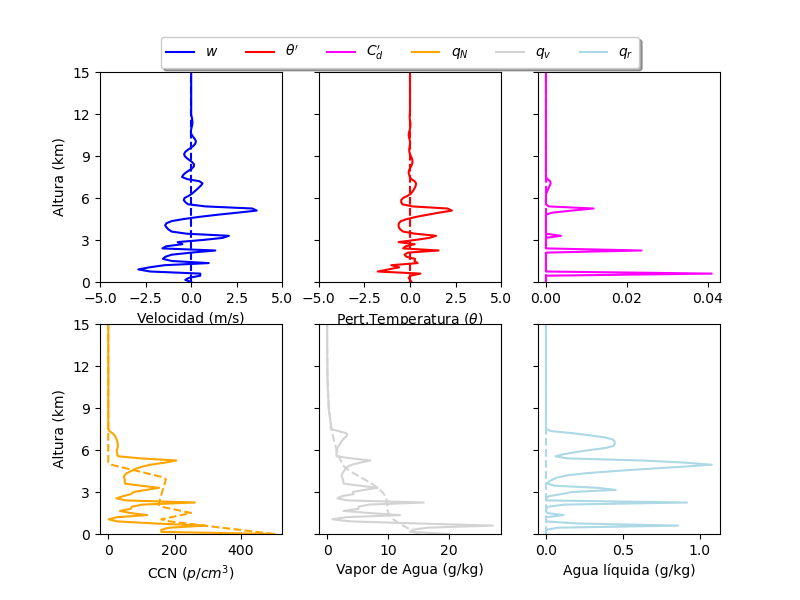 w θ′ C′d qN qv qr
15
12
9
6
3
0
Altura (km)
−5.0 −2.5 0.0 2.5 5.0
Velocidad (m/s)
−5.0 −2.5 0.0 2.5 5.0
Pert.Temperatura (θ)
0.00 0.02 0.04
15
12
9
6
3
0
Altura (km)
0 200 400
CCN (p/cm³)
0 10 20
Vapor de Agua (g/kg)
0.0 0.5 1.0
Agua líquida (g/kg)